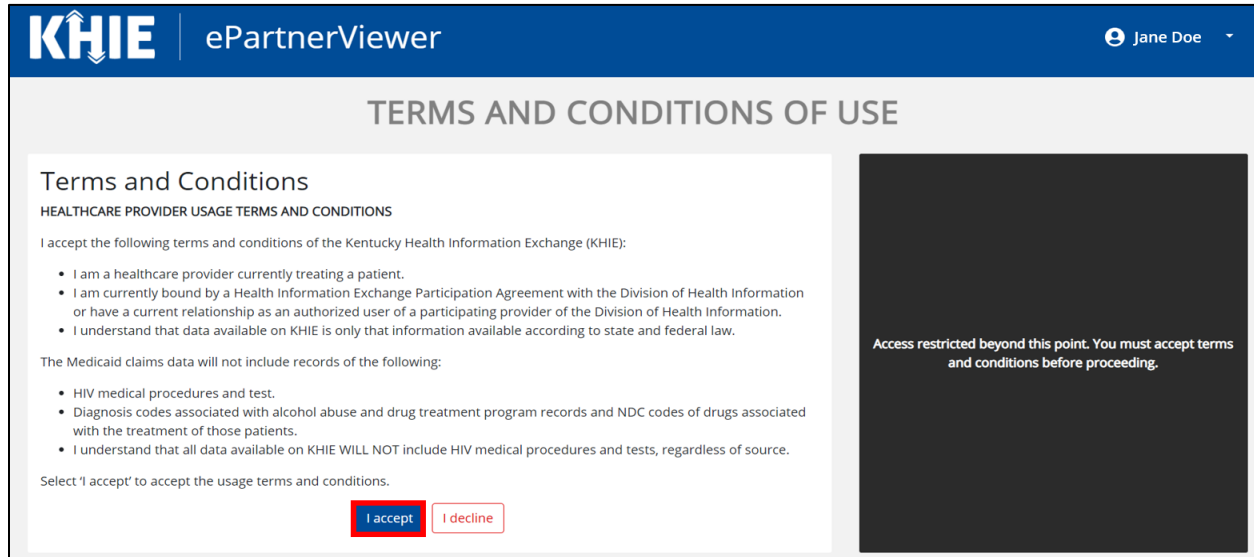 KHIE ePartnerViewer
Jane Doe
TERMS AND CONDITIONS OF USE
Terms and Conditions
HEALTHCARE PROVIDER USAGE TERMS AND CONDITIONS
I accept the following terms and conditions of the Kentucky Health Information Exchange (KHIE):
• I am a healthcare provider currently treating a patient.
• I am currently bound by a Health Information Exchange Participation Agreement with the Division of Health Information
or have a current relationship as an authorized user of a participating provider of the Division of Health Information.
• I understand that data available on KHIE is only that information available according to state and federal law.
The Medicaid claims data will not include records of the following:
• HIV medical procedures and test.
• Diagnosis codes associated with alcohol abuse and drug treatment program records and NDC codes of drugs associated
with the treatment of those patients.
• I understand that all data available on KHIE WILL NOT include HIV medical procedures and tests, regardless of source.
Select ‘I accept’ to accept the usage terms and conditions.
I accept
I decline
Access restricted beyond this point. You must accept terms
and conditions before proceeding.